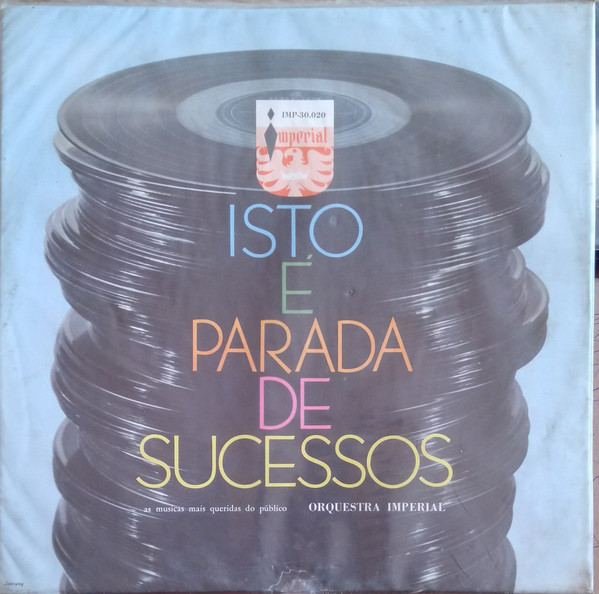 IMP-30.020
Imperial
ISTO
É
PARADA
DE
SUCESSOS
as musicas mais queridas do público ORQUESTRA IMPERIAL